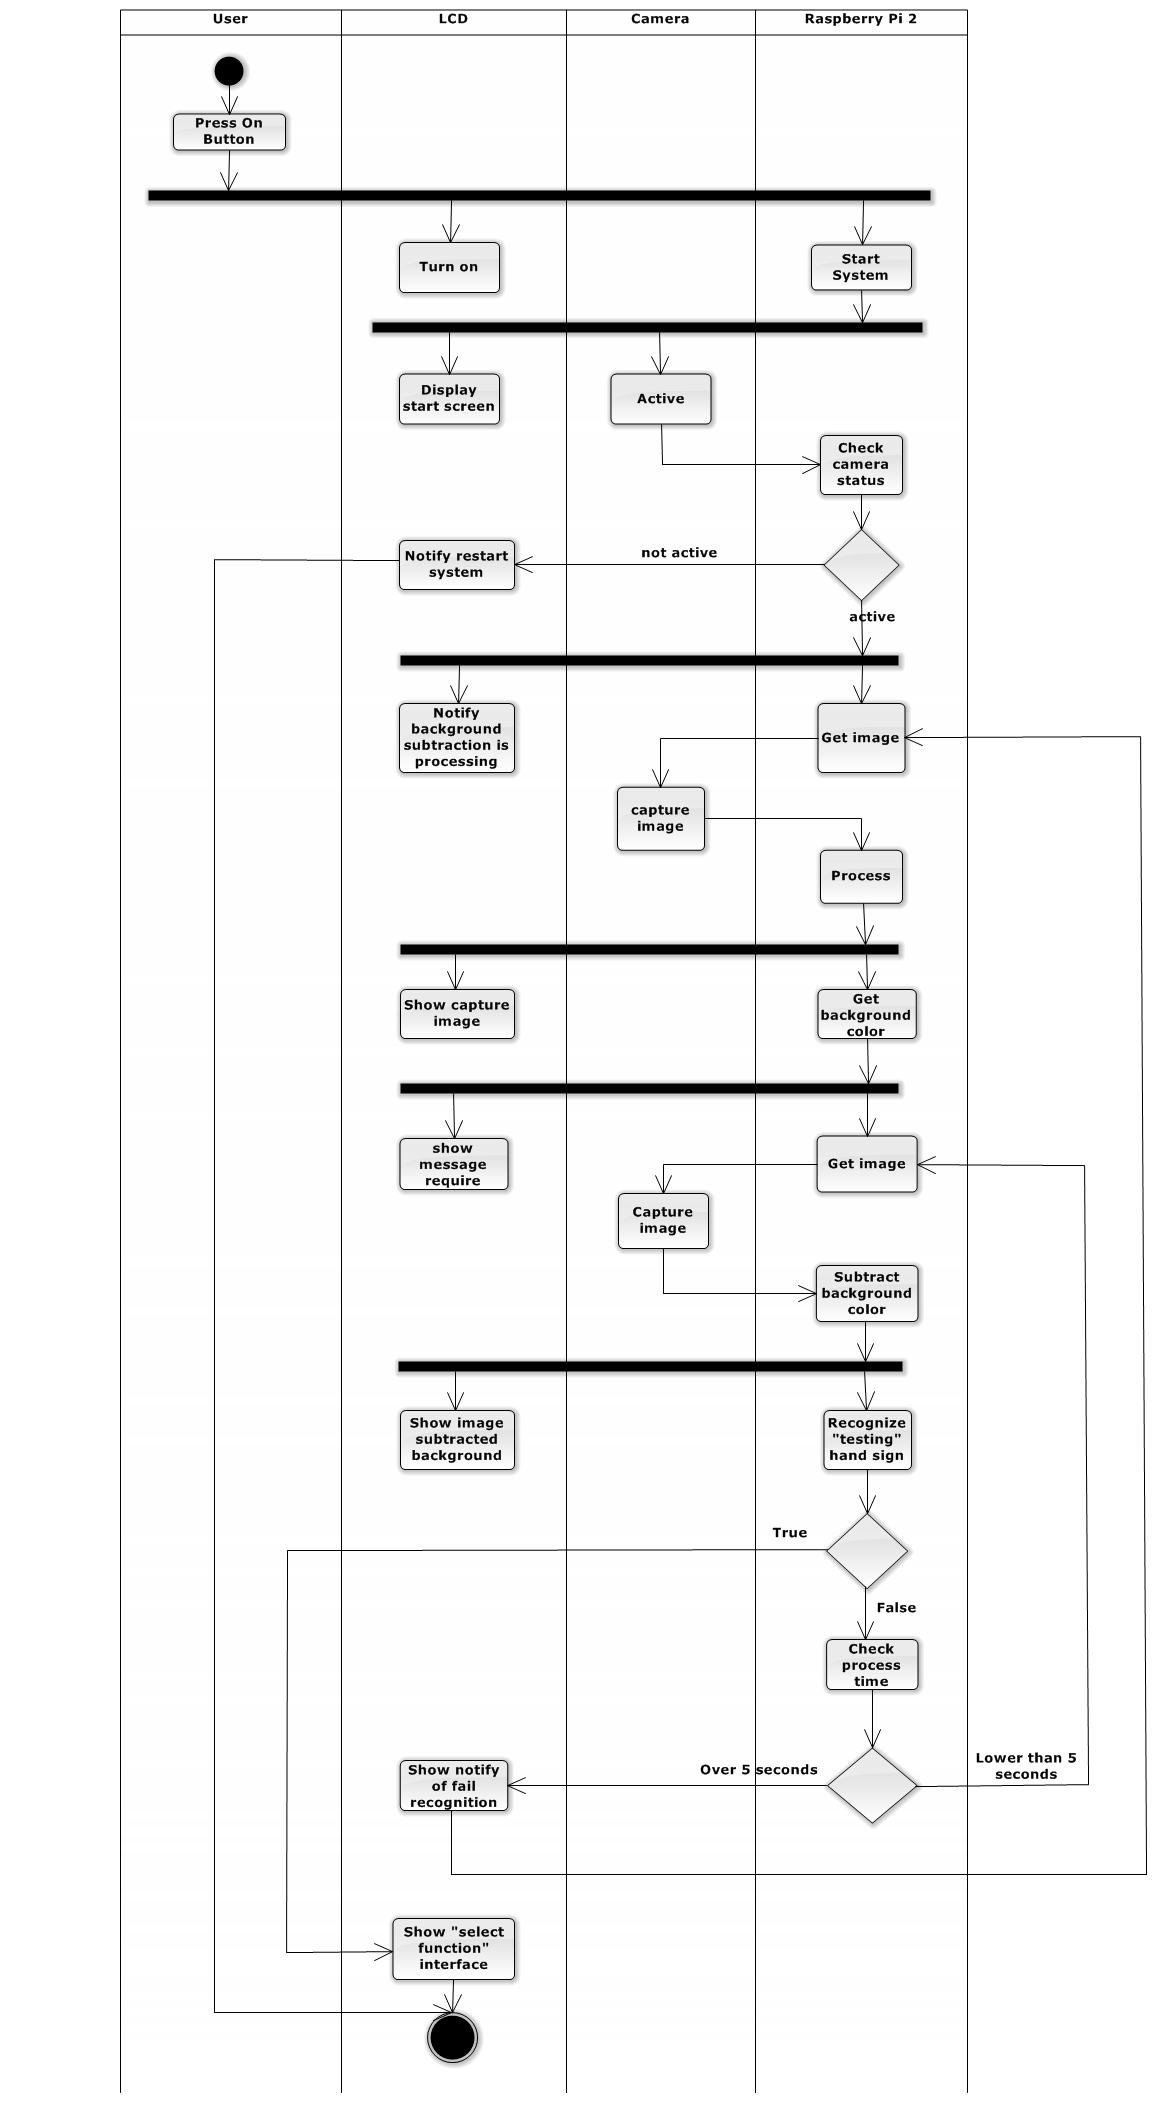 User
LCD
Camera
Raspberry Pi 2
Press On
Button
Turn on
Start
System
Display
start screen
Active
Check
camera
status
Notify restart
system
not active
active
Notify
background
subtraction is
processing
Get image
capture
image
Process
Show capture
image
Get
background
color
show
message
require
Get image
Capture
image
Subtract
background
color
Show image
subtracted
background
Recognize
"testing"
hand sign
True
False
Check
process
time
Show notify
of fail
recognition
Over 5 seconds
Lower than 5
seconds
Show "select
function"
interface